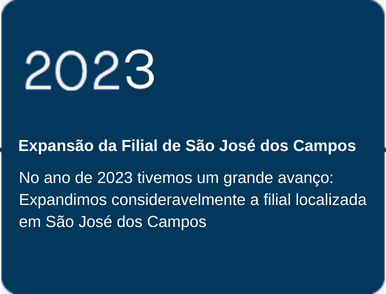 2023
Expansão da Filial de São José dos Campos
No ano de 2023 tivemos um grande avanço:
Expandimos consideravelmente a filial localizada
em São José dos Campos